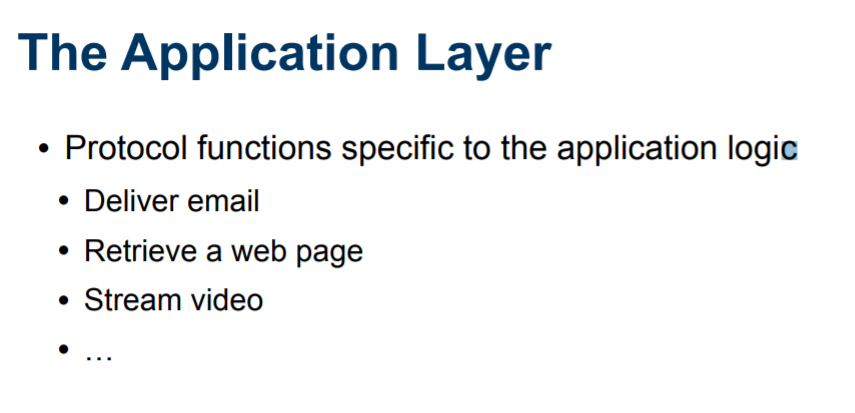 The Application Layer
• Protocol functions specific to the application logic
• Deliver email
• Retrieve a web page
• Stream video
• …